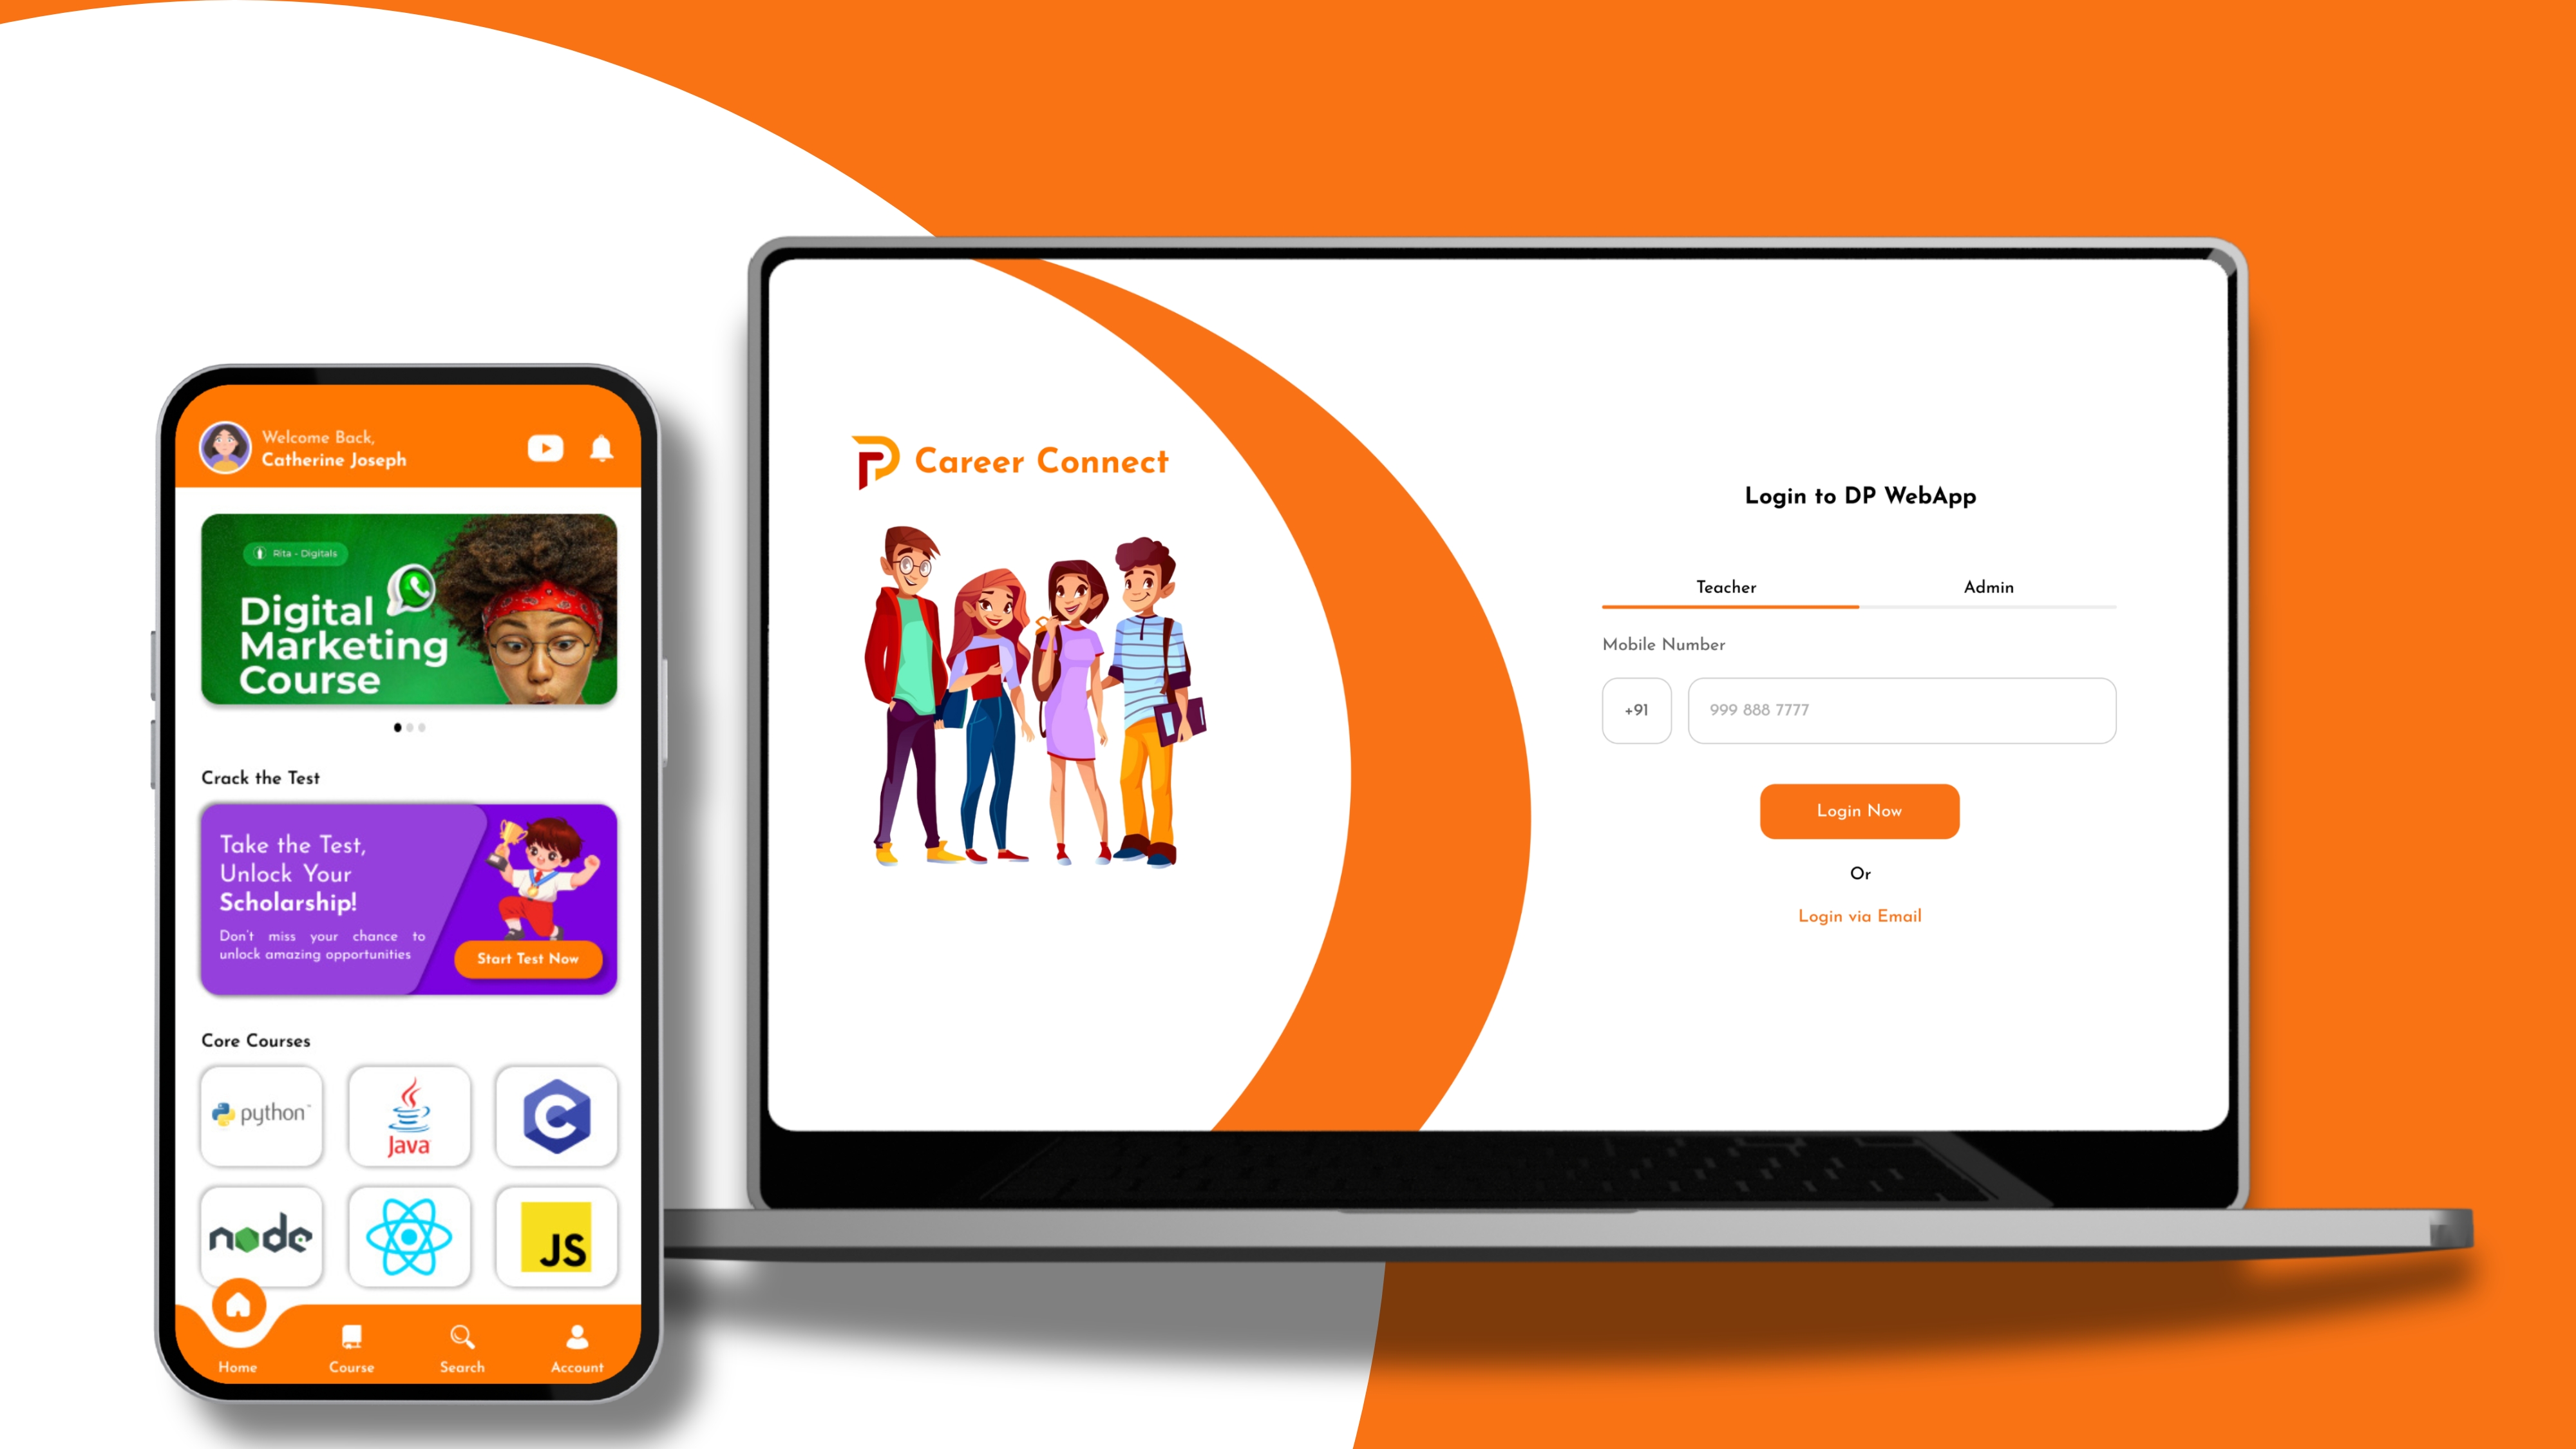 Welcome Back,
Catherine Joseph
Rita - Digitals
Digital
Marketing
Course
Crack the Test
Take the Test,
Unlock Your
Scholarship!
Don't miss your chance to
unlock amazing opportunities
Start Test Now
Core Courses
python™
Java
C
node
JS
Home
Course
Search
Account
Career Connect
Login to DP WebApp
Teacher
Admin
Mobile Number
+91
999 888 7777
Login Now
Or
Login via Email